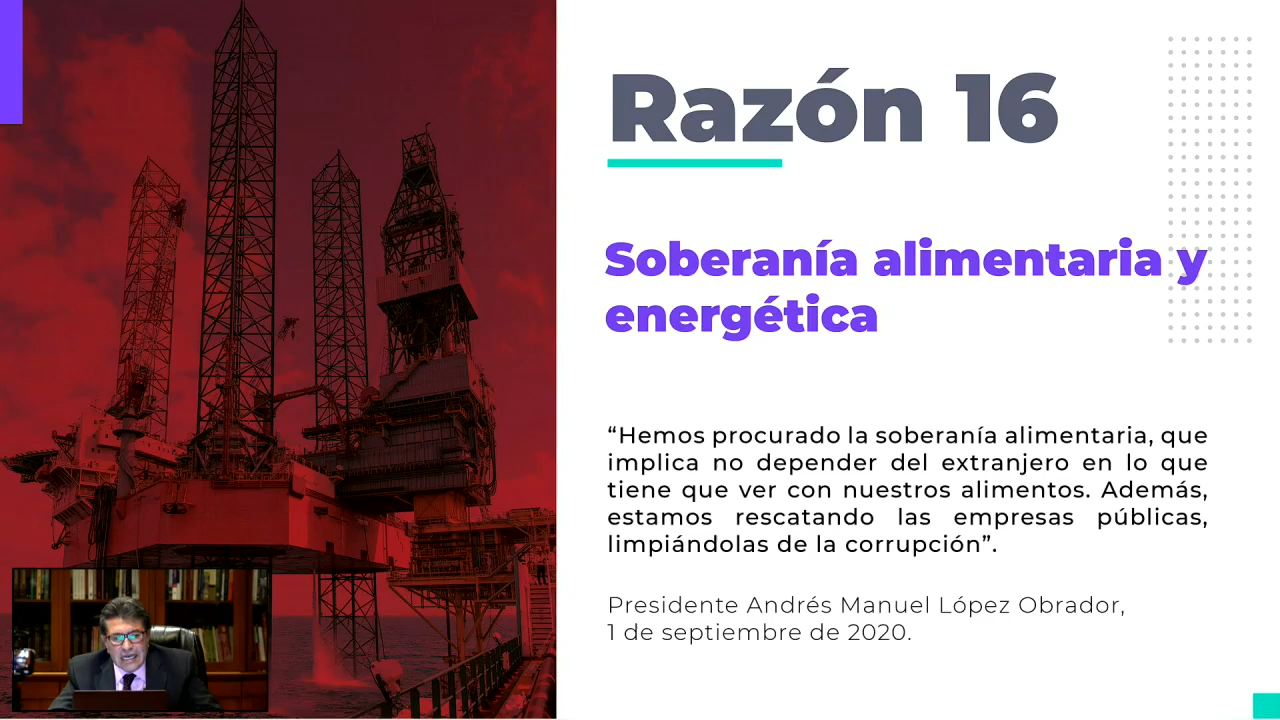 Razón 16
Soberanía alimentaria y
energética
“Hemos procurado la soberanía alimentaria, que
implica no depender del extranjero en lo que
tiene que ver con nuestros alimentos. Además,
estamos rescatando las empresas públicas,
limpiándolas de la corrupción”.
Presidente Andrés Manuel López Obrador,
1 de septiembre de 2020.